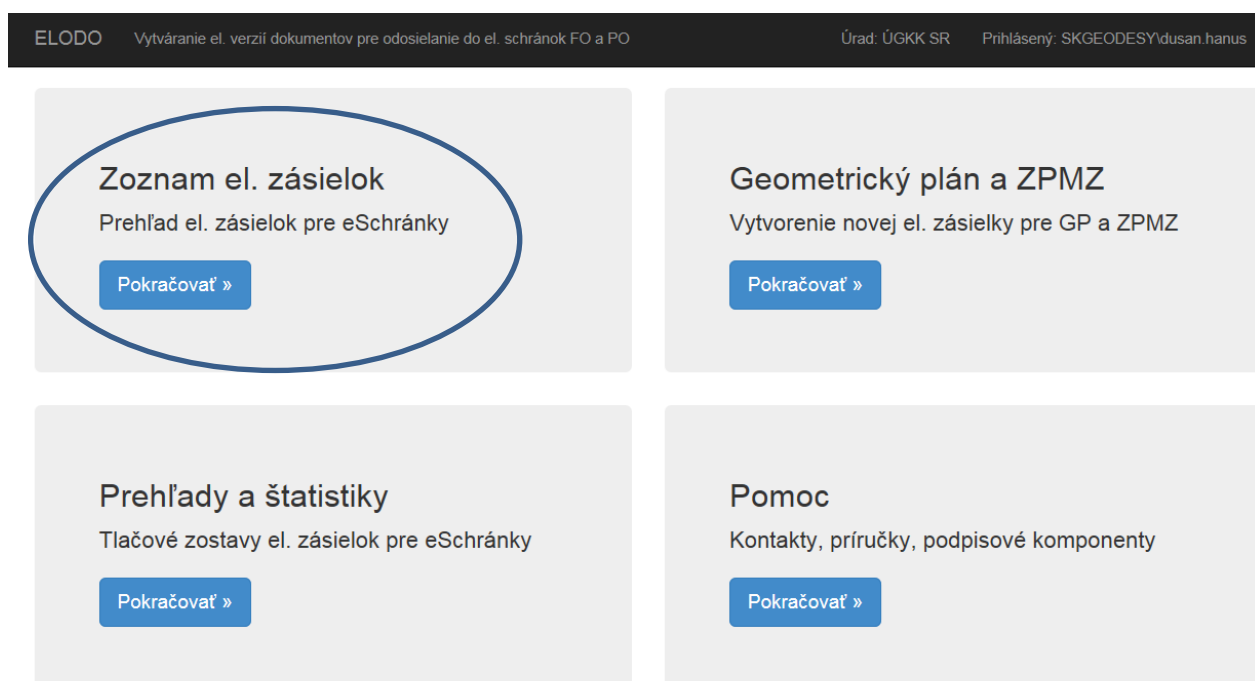 ELODO Vytváranie el. verzií dokumentov pre odosielanie do el. schránok FO a PO Úrad: ÚGKK SR Prihlásený: SKGEODESY\dusan.hanus
Zoznam el. zásielok
Prehľad el. zásielok pre eSchránky
Pokračovať »
Geometrický plán a ZPMZ
Vytvorenie novej el. zásielky pre GP a ZPMZ
Pokračovať »
Prehľady a štatistiky
Tlačové zostavy el. zásielok pre eSchránky
Pokračovať »
Pomoc
Kontakty, príručky, podpisové komponenty
Pokračovať »